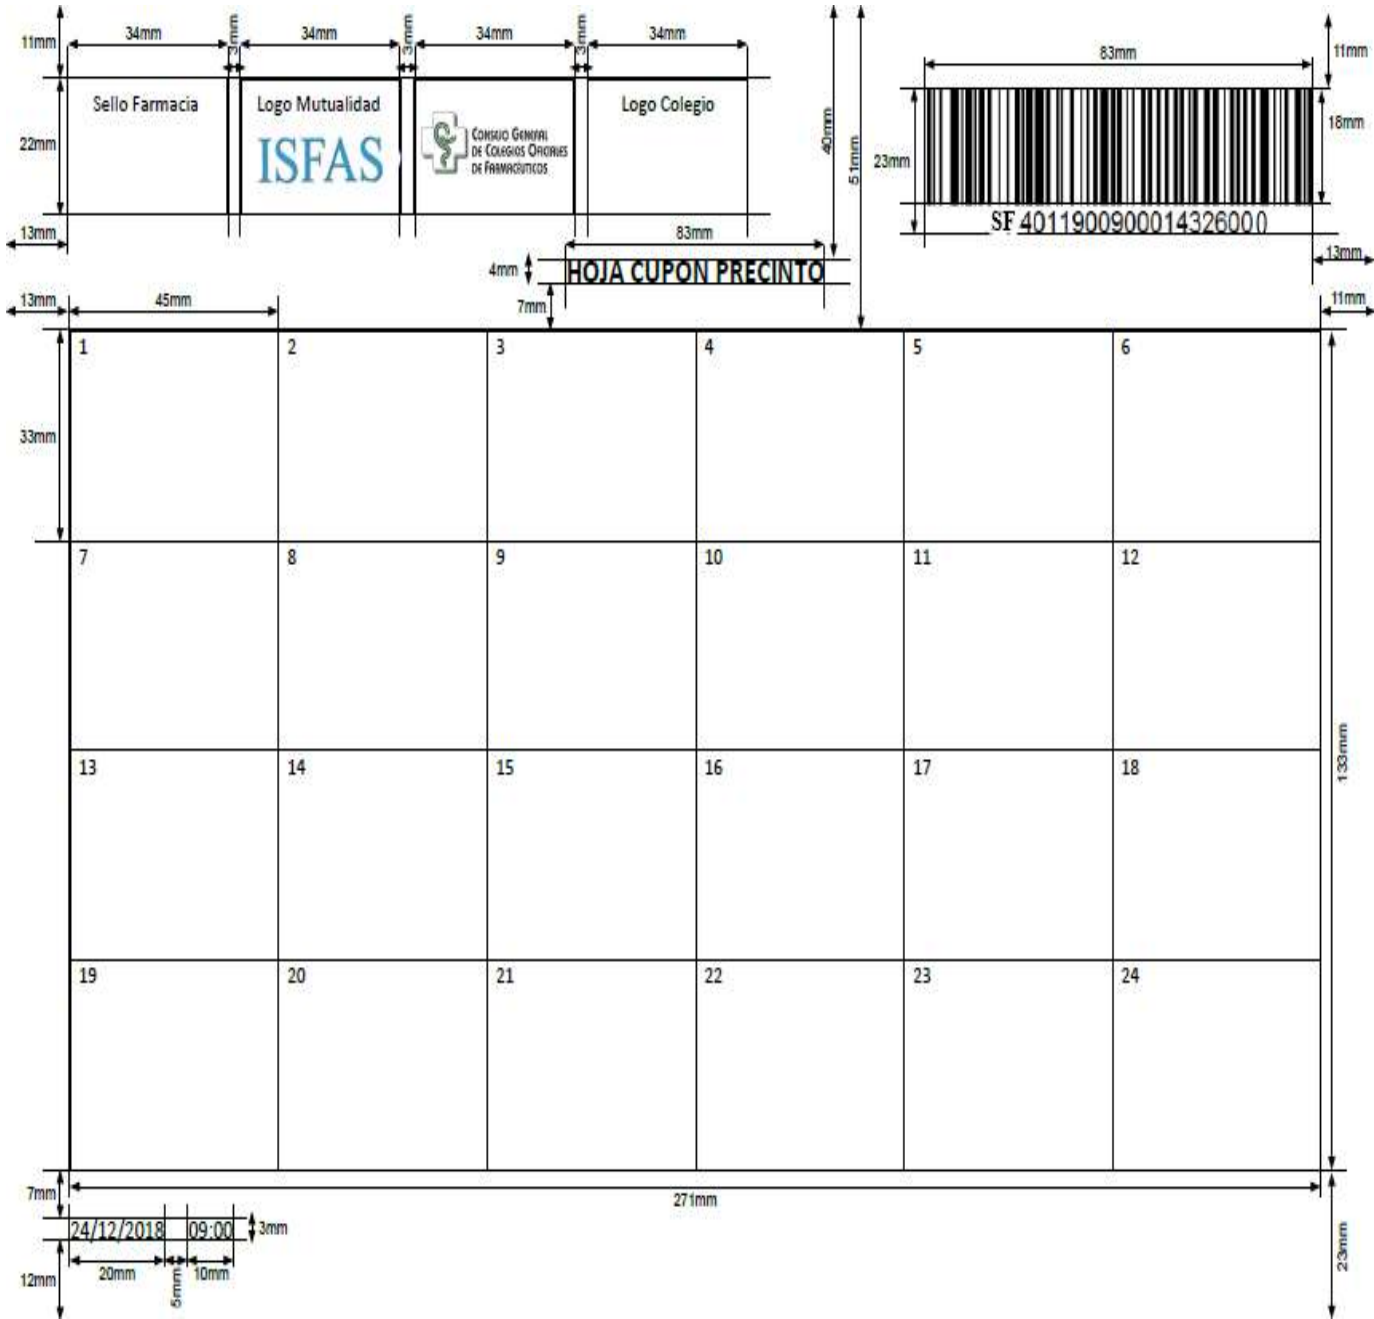 11mm
34mm
3mm
34mm
3mm
34mm
3mm
34mm
83mm
11mm
Sello Farmacia
Logo Mutualidad
ISFAS
CONSEJO GENERAL
DE COLEGIOS OFICIALES
DE FARMACÉUTICOS
Logo Colegio
22mm
40mm
51mm
23mm
18mm
SF 4011900900014326000
13mm
83mm
13mm
4mm
HOJA CUPON PRECINTO
13mm
45mm
7mm
11mm
1
2
3
4
5
6
33mm
7
8
9
10
11
12
133mm
13
14
15
16
17
18
19
20
21
22
23
24
7mm
271mm
24/12/2018
09:00
3mm
23mm
12mm
20mm
5mm
10mm